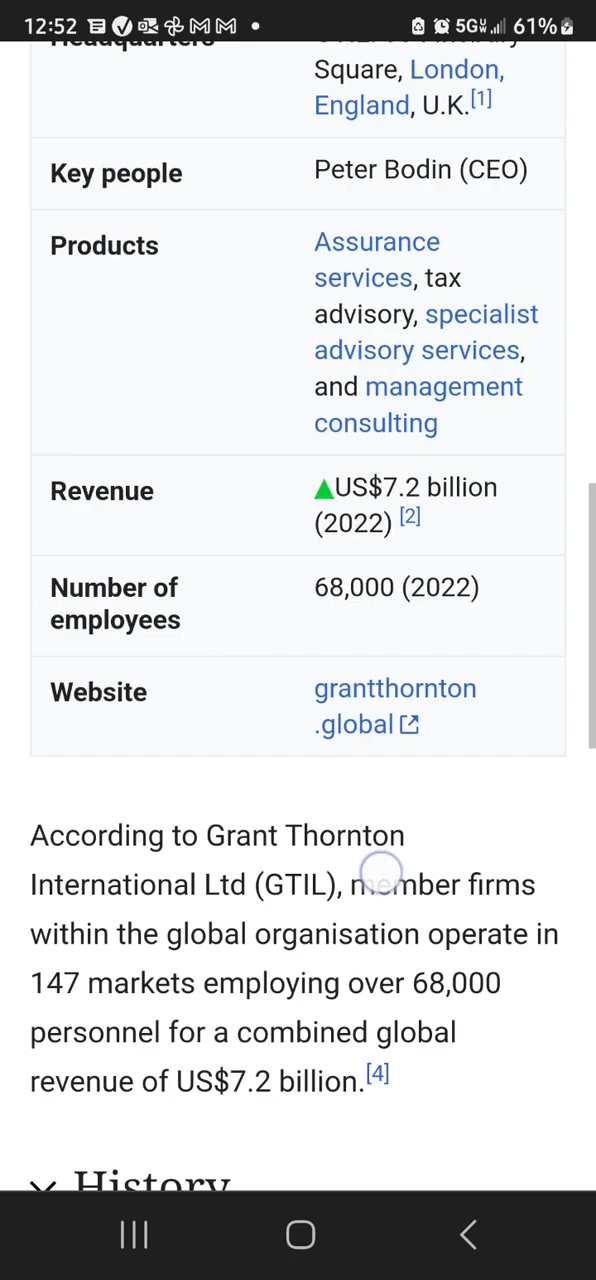 12:52 5G 61%
Headquarters
Square, London,
England, U.K.[1]
Key people
Peter Bodin (CEO)
Products
Assurance
services, tax
advisory, specialist
advisory services,
and management
consulting
Revenue
▲US$7.2 billion
(2022) [2]
Number of
employees
68,000 (2022)
Website
grantthornton
.global
According to Grant Thornton
International Ltd (GTIL), member firms
within the global organisation operate in
147 markets employing over 68,000
personnel for a combined global
revenue of US$7.2 billion.[4]
History